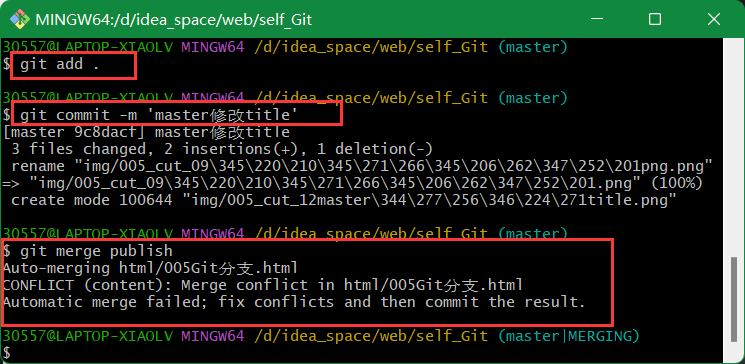 MINGW64:/d/idea_space/web/self_Git
30557@LAPTOP-XIAOLV MINGW64 /d/idea_space/web/self_Git (master)
$ git add .
30557@LAPTOP-XIAOLV MINGW64 /d/idea_space/web/self_Git (master)
$ git commit -m 'master修改title'
[master 9c8dacf] master修改title
3 files changed, 2 insertions(+), 1 deletion(-)
rename "img/005_cut_09\345\220\210\345\271\266\345\206\262\347\252\201png.png"
=> "img/005_cut_09\345\220\210\345\271\266\345\206\262\347\252\201.png" (100%)
create mode 100644 "img/005_cut_12master\344\277\256\346\224\271title.png"
30557@LAPTOP-XIAOLV MINGW64 /d/idea_space/web/self_Git (master)
$ git merge publish
Auto-merging html/005Git分支.html
CONFLICT (content): Merge conflict in html/005Git分支.html
Automatic merge failed; fix conflicts and then commit the result.
30557@LAPTOP-XIAOLV MINGW64 /d/idea_space/web/self_Git (master|MERGING)
$